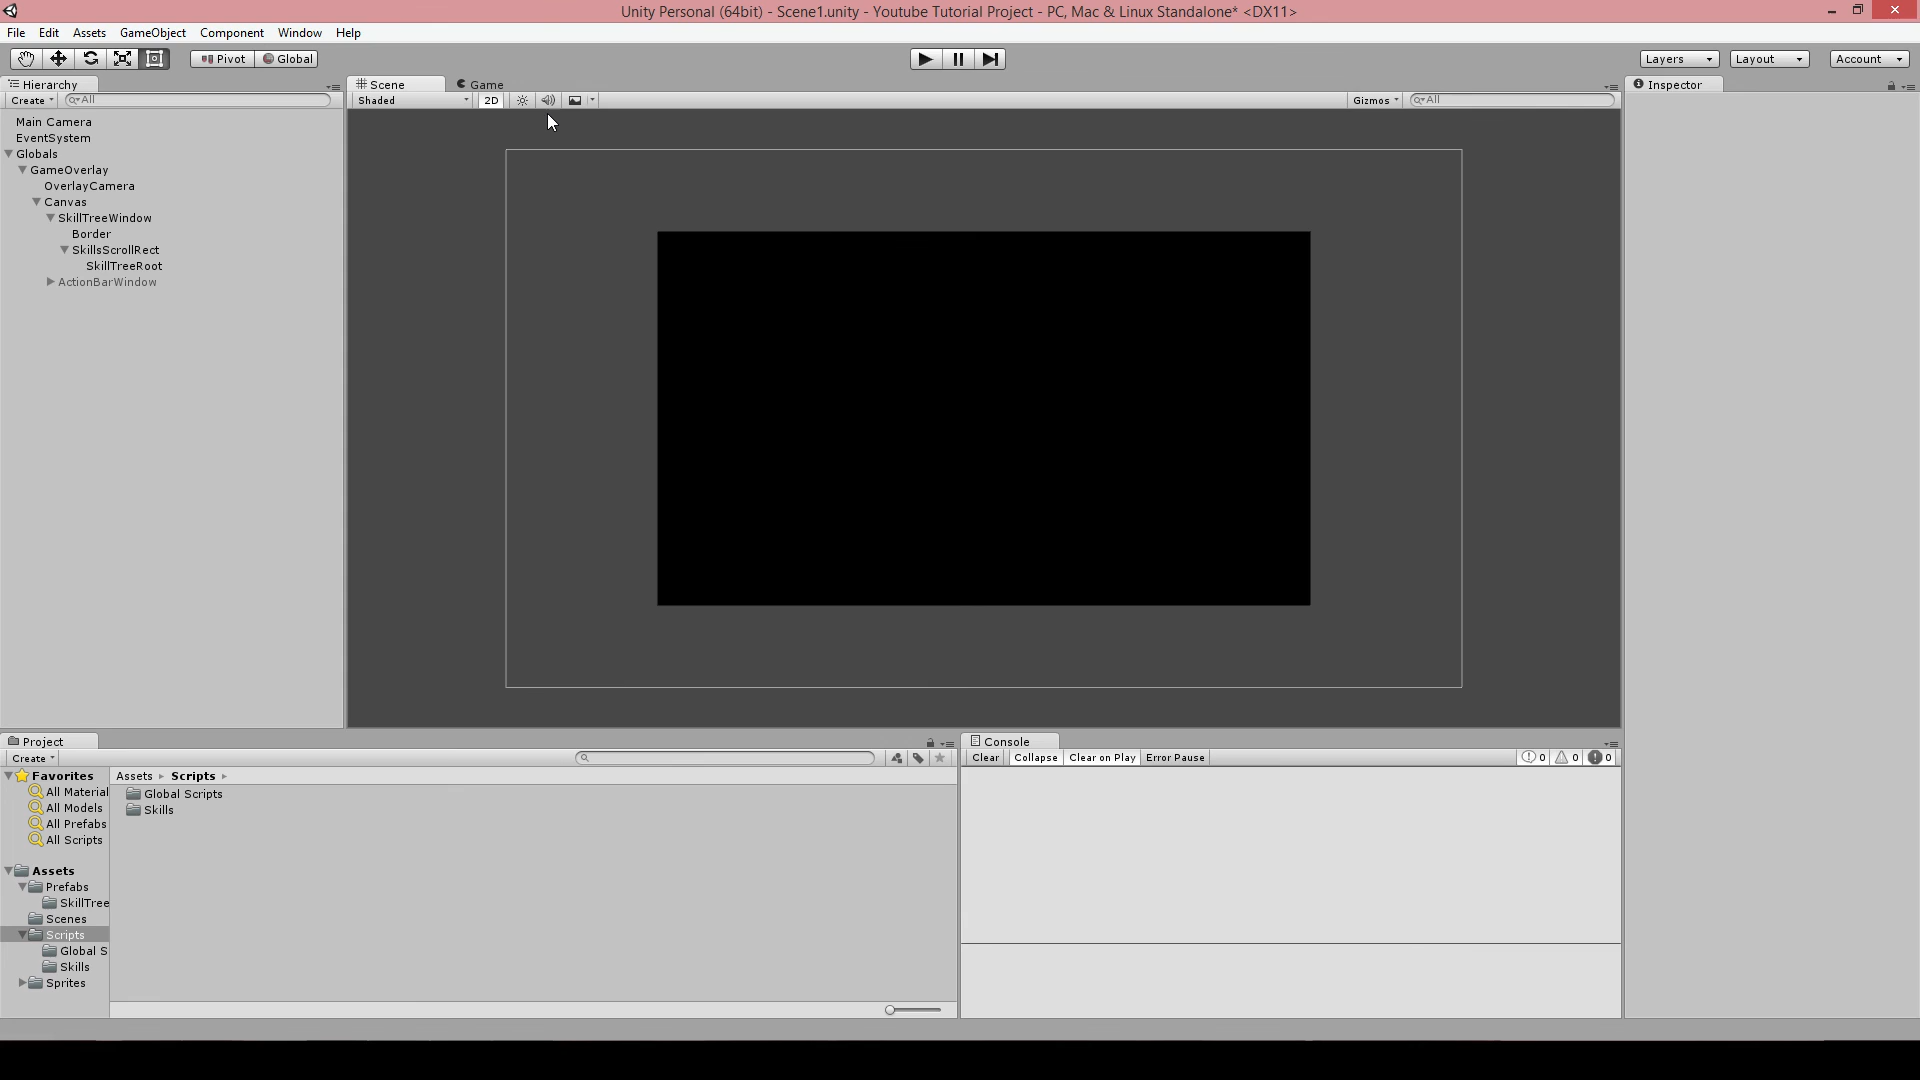 Unity Personal (64bit) - Scene1.unity - Youtube Tutorial Project - PC, Mac & Linux Standalone* <DX11>
File Edit Assets GameObject Component Window Help
Pivot Global Layers Layout Account
Hierarchy
Create All
Main Camera
EventSystem
Globals
GameOverlay
OverlayCamera
Canvas
SkillTreeWindow
Border
SkillsScrollRect
SkillTreeRoot
ActionBarWindow
Scene Game
Shaded 2D Gizmos All
Inspector
Project
Create
Favorites
All Material
All Models
All Prefabs
All Scripts
Assets
Prefabs
SkillTree
Scenes
Scripts
Global S
Skills
Sprites
Assets Scripts
Global Scripts
Skills
Console
Clear Collapse Clear on Play Error Pause 0 0 0